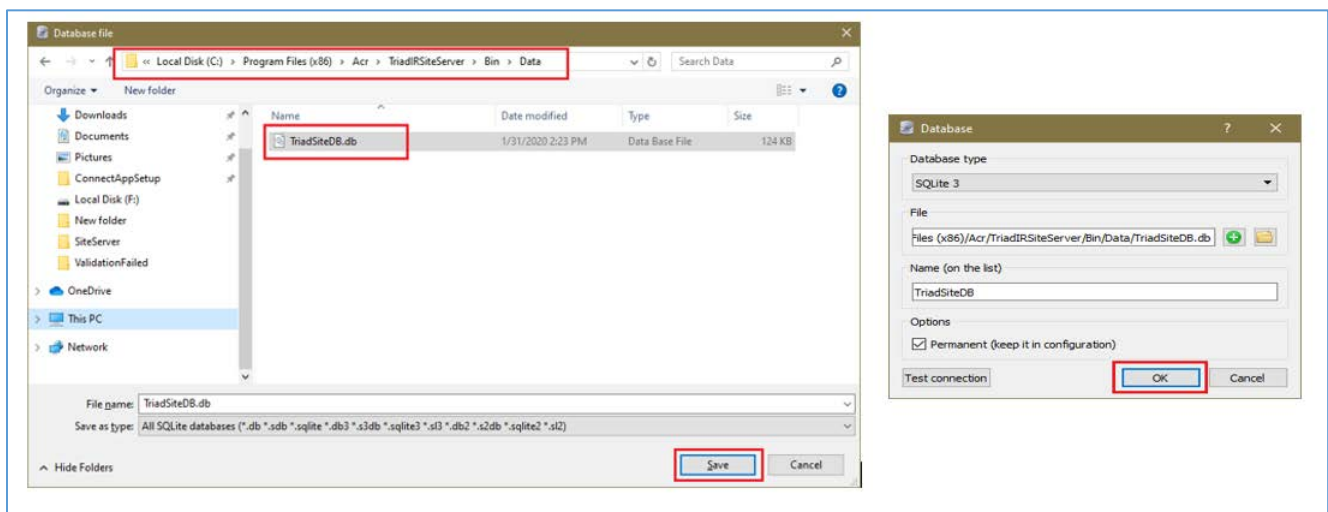 Database file
« Local Disk (C:) › Program Files (x86) › Acr › TriadIRSiteServer › Bin › Data
Search Data
Organize New folder
Name Date modified Type Size
TriadSiteDB.db 1/31/2020 2:23 PM Data Base File 124 KB
Downloads
Documents
Pictures
ConnectAppSetup
Local Disk (F:)
New folder
SiteServer
ValidationFailed
OneDrive
This PC
Network
File name: TriadSiteDB.db
Save as type: All SQLite databases (*.db *.sdb *.sqlite *.db3 *.s3db *.sqlite3 *.sl3 *.db2 *.s2db *.sqlite2 *.sl2)
Hide Folders
Save Cancel
Database
Database type
SQLite 3
File
Files (x86)/Acr/TriadIRSiteServer/Bin/Data/TriadSiteDB.db
Name (on the list)
TriadSiteDB
Options
Permanent (keep it in configuration)
Test connection OK Cancel